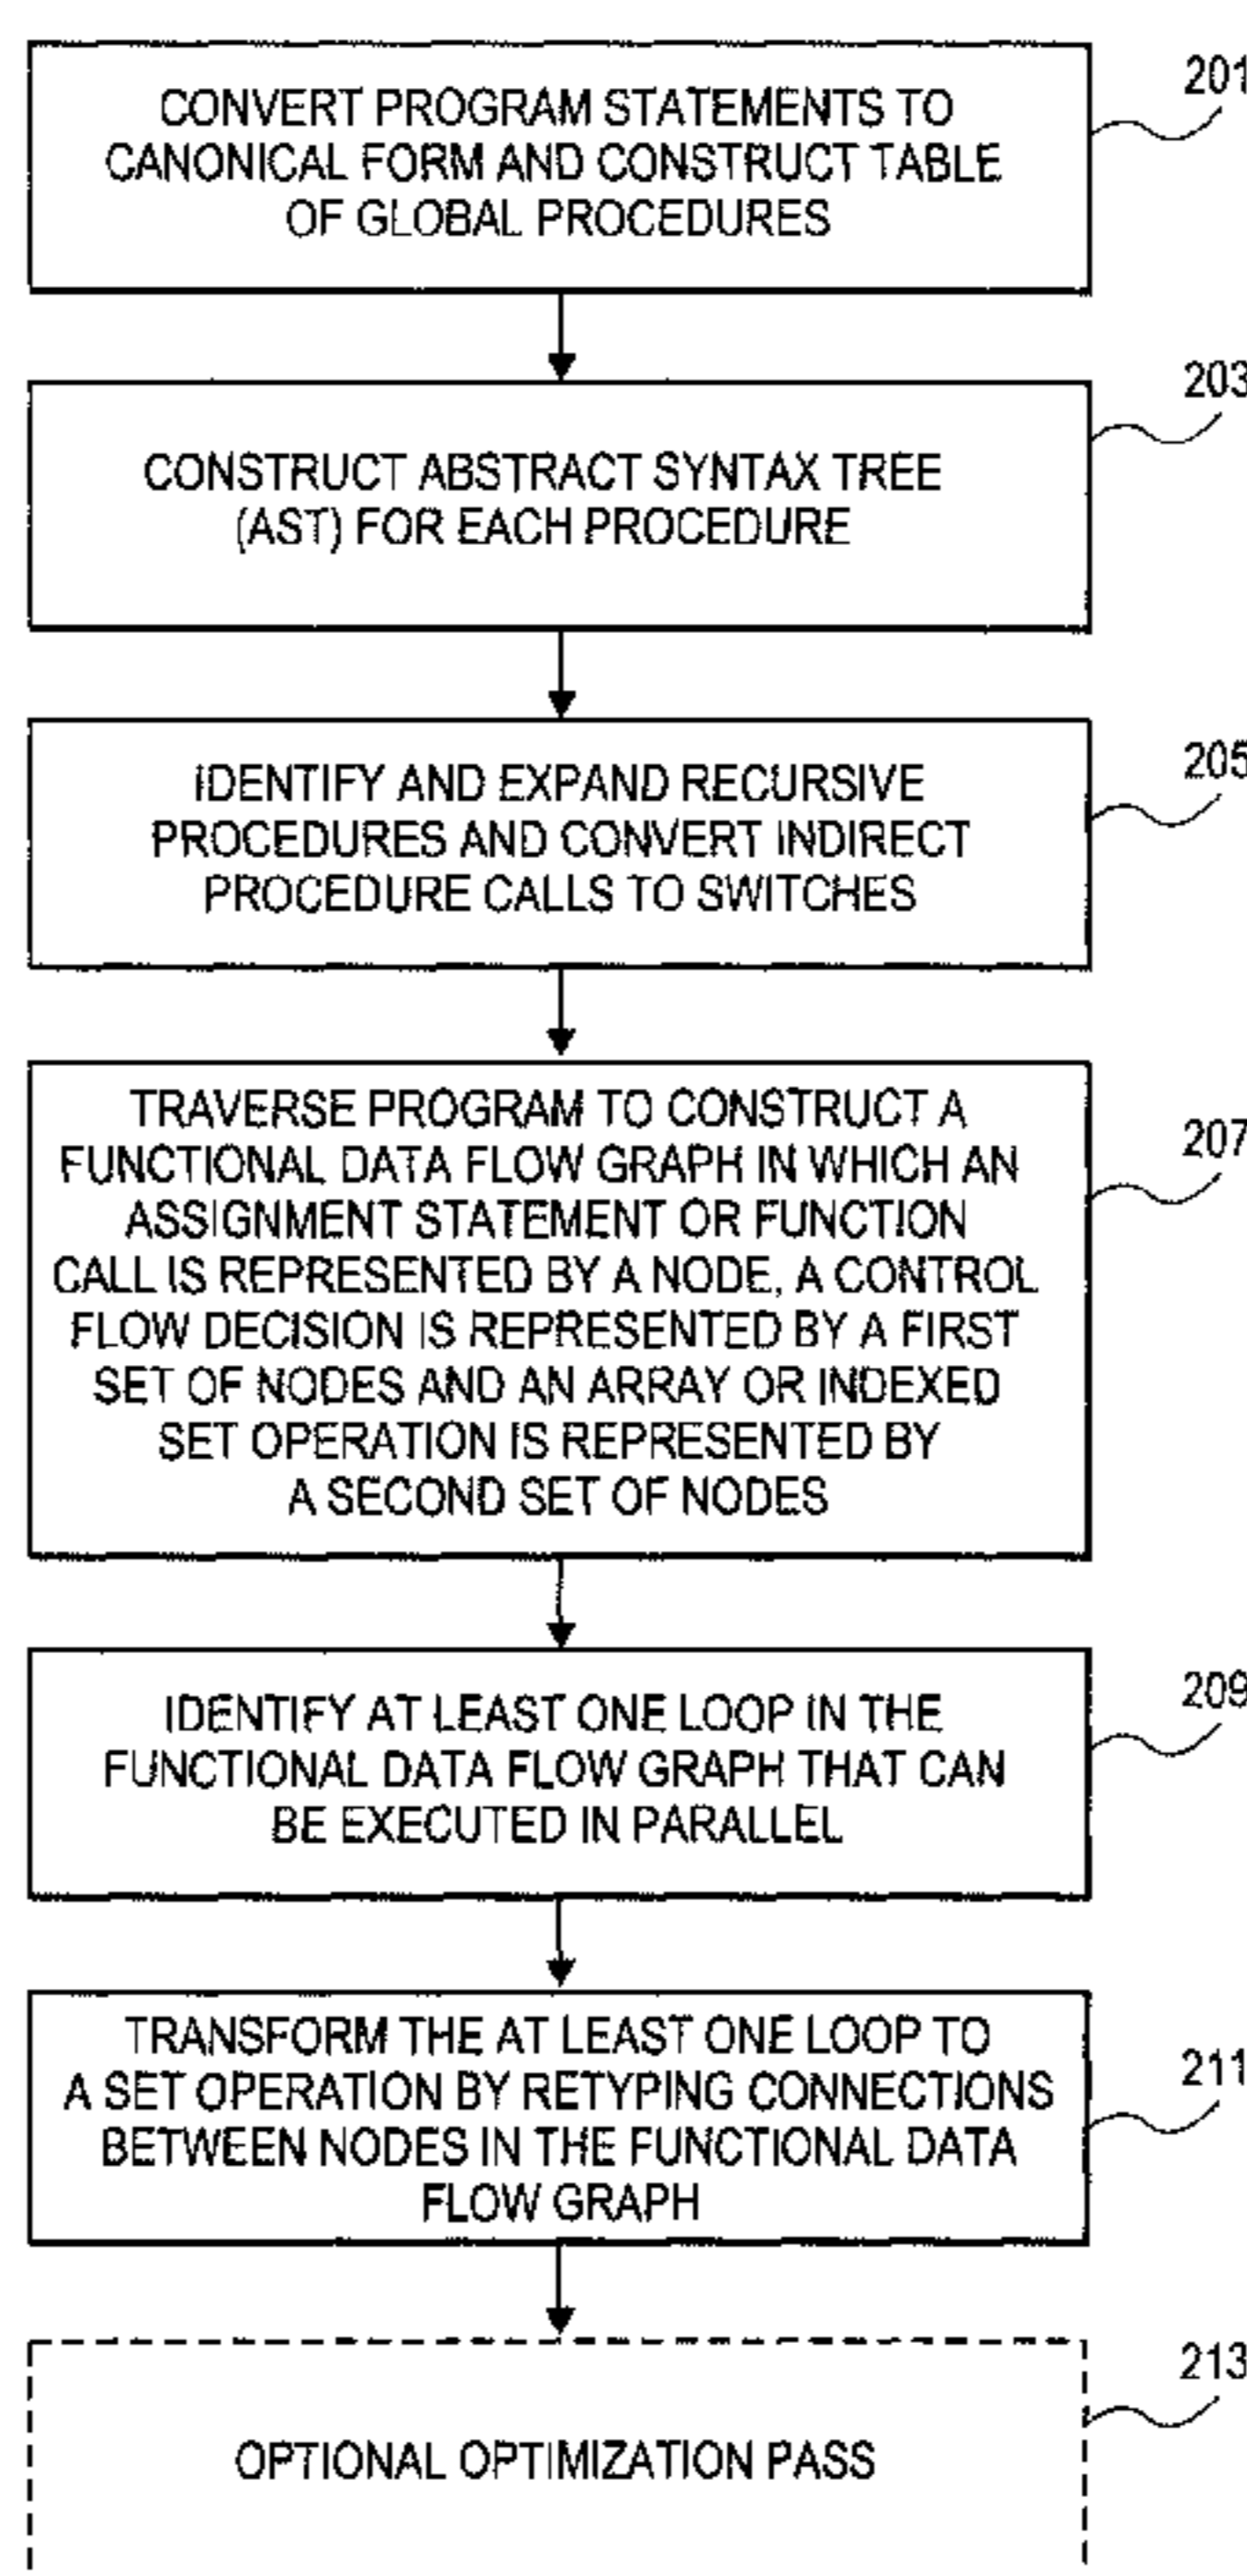 CONVERT PROGRAM STATEMENTS TO
CANONICAL FORM AND CONSTRUCT TABLE
OF GLOBAL PROCEDURES
201
CONSTRUCT ABSTRACT SYNTAX TREE
(AST) FOR EACH PROCEDURE
203
IDENTIFY AND EXPAND RECURSIVE
PROCEDURES AND CONVERT INDIRECT
PROCEDURE CALLS TO SWITCHES
205
TRAVERSE PROGRAM TO CONSTRUCT A
FUNCTIONAL DATA FLOW GRAPH IN WHICH AN
ASSIGNMENT STATEMENT OR FUNCTION
CALL IS REPRESENTED BY A NODE, A CONTROL
FLOW DECISION IS REPRESENTED BY A FIRST
SET OF NODES AND AN ARRAY OR INDEXED
SET OPERATION IS REPRESENTED BY
A SECOND SET OF NODES
207
IDENTIFY AT LEAST ONE LOOP IN THE
FUNCTIONAL DATA FLOW GRAPH THAT CAN
BE EXECUTED IN PARALLEL
209
TRANSFORM THE AT LEAST ONE LOOP TO
A SET OPERATION BY RETYPING CONNECTIONS
BETWEEN NODES IN THE FUNCTIONAL DATA
FLOW GRAPH
211
OPTIONAL OPTIMIZATION PASS
213